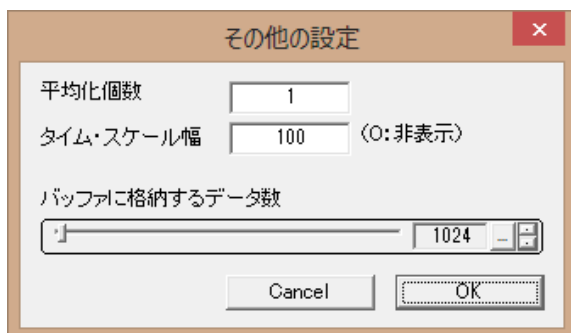 その他の設定
平均化個数 1
タイム・スケール幅 100 (0:非表示)
バッファに格納するデータ数
1024 ...
Cancel OK